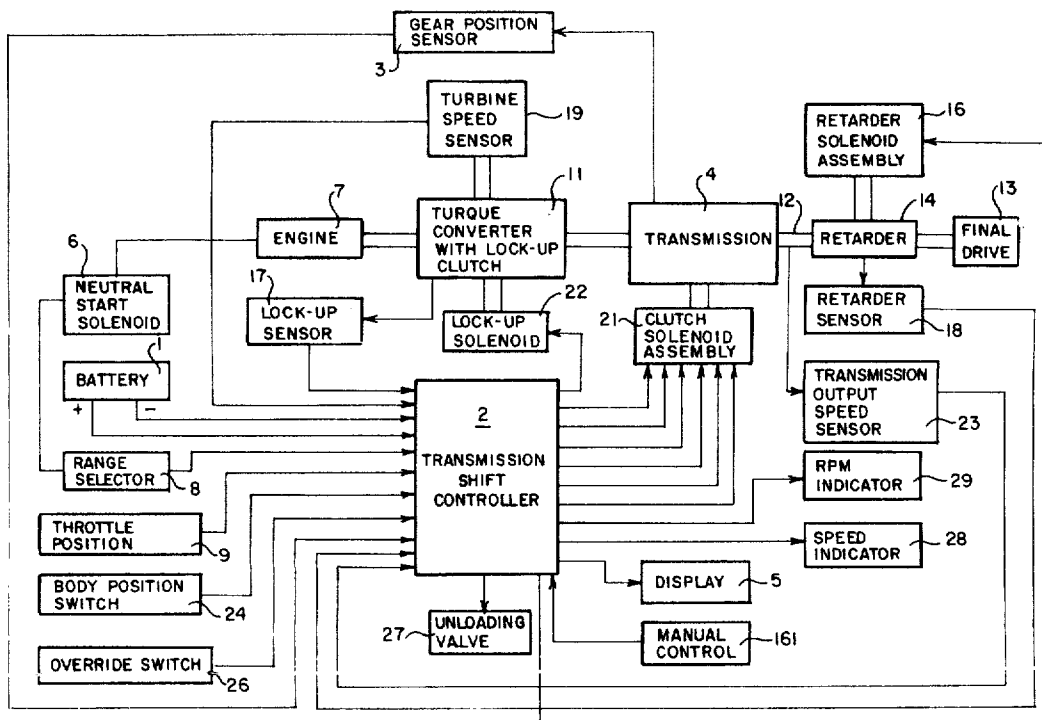 GEAR POSITION
SENSOR
3
TURBINE
SPEED
SENSOR
19
RETARDER
SOLENOID
ASSEMBLY
16
6
7
ENGINE
11
TURQUE
CONVERTER
WITH LOCK-UP
CLUTCH
4
TRANSMISSION
12
14
RETARDER
13
FINAL
DRIVE
NEUTRAL
START
SOLENOID
17
LOCK-UP
SENSOR
22
LOCK-UP
SOLENOID
21
CLUTCH
SOLENOID
ASSEMBLY
RETARDER
SENSOR
18
1
BATTERY
+ −
TRANSMISSION
OUTPUT
SPEED
SENSOR
23
2
TRANSMISSION
SHIFT
CONTROLLER
RANGE
SELECTOR
8
RPM
INDICATOR
29
THROTTLE
POSITION
9
SPEED
INDICATOR
28
BODY POSITION
SWITCH
24
DISPLAY
5
27
UNLOADING
VALVE
MANUAL
CONTROL
161
OVERRIDE SWITCH
26